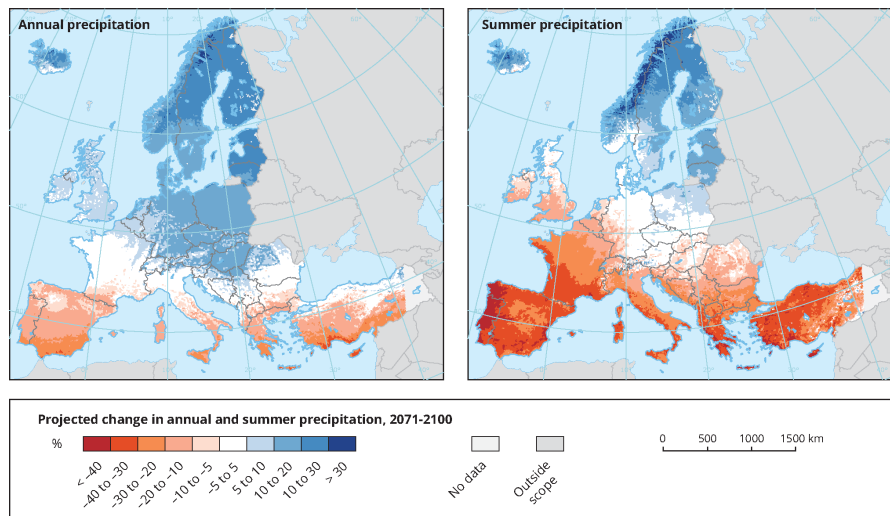 Annual precipitation
Summer precipitation
Projected change in annual and summer precipitation, 2071-2100
%
< -40
-40 to -30
-30 to -20
-20 to -10
-10 to -5
-5 to 5
5 to 10
10 to 20
10 to 30
> 30
No data
Outside
scope
0 500 1000 1500 km